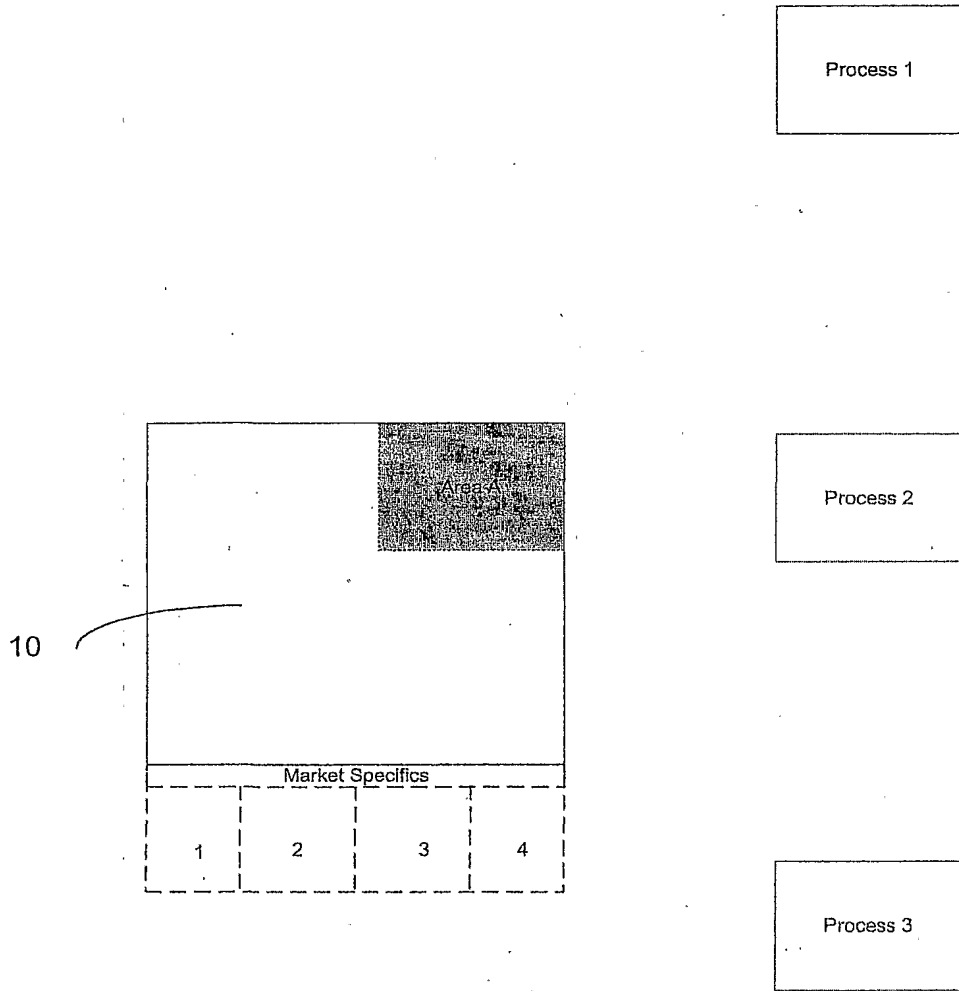 Process 1
Area A
Process 2
10
Market Specifics
1 2 3 4
Process 3